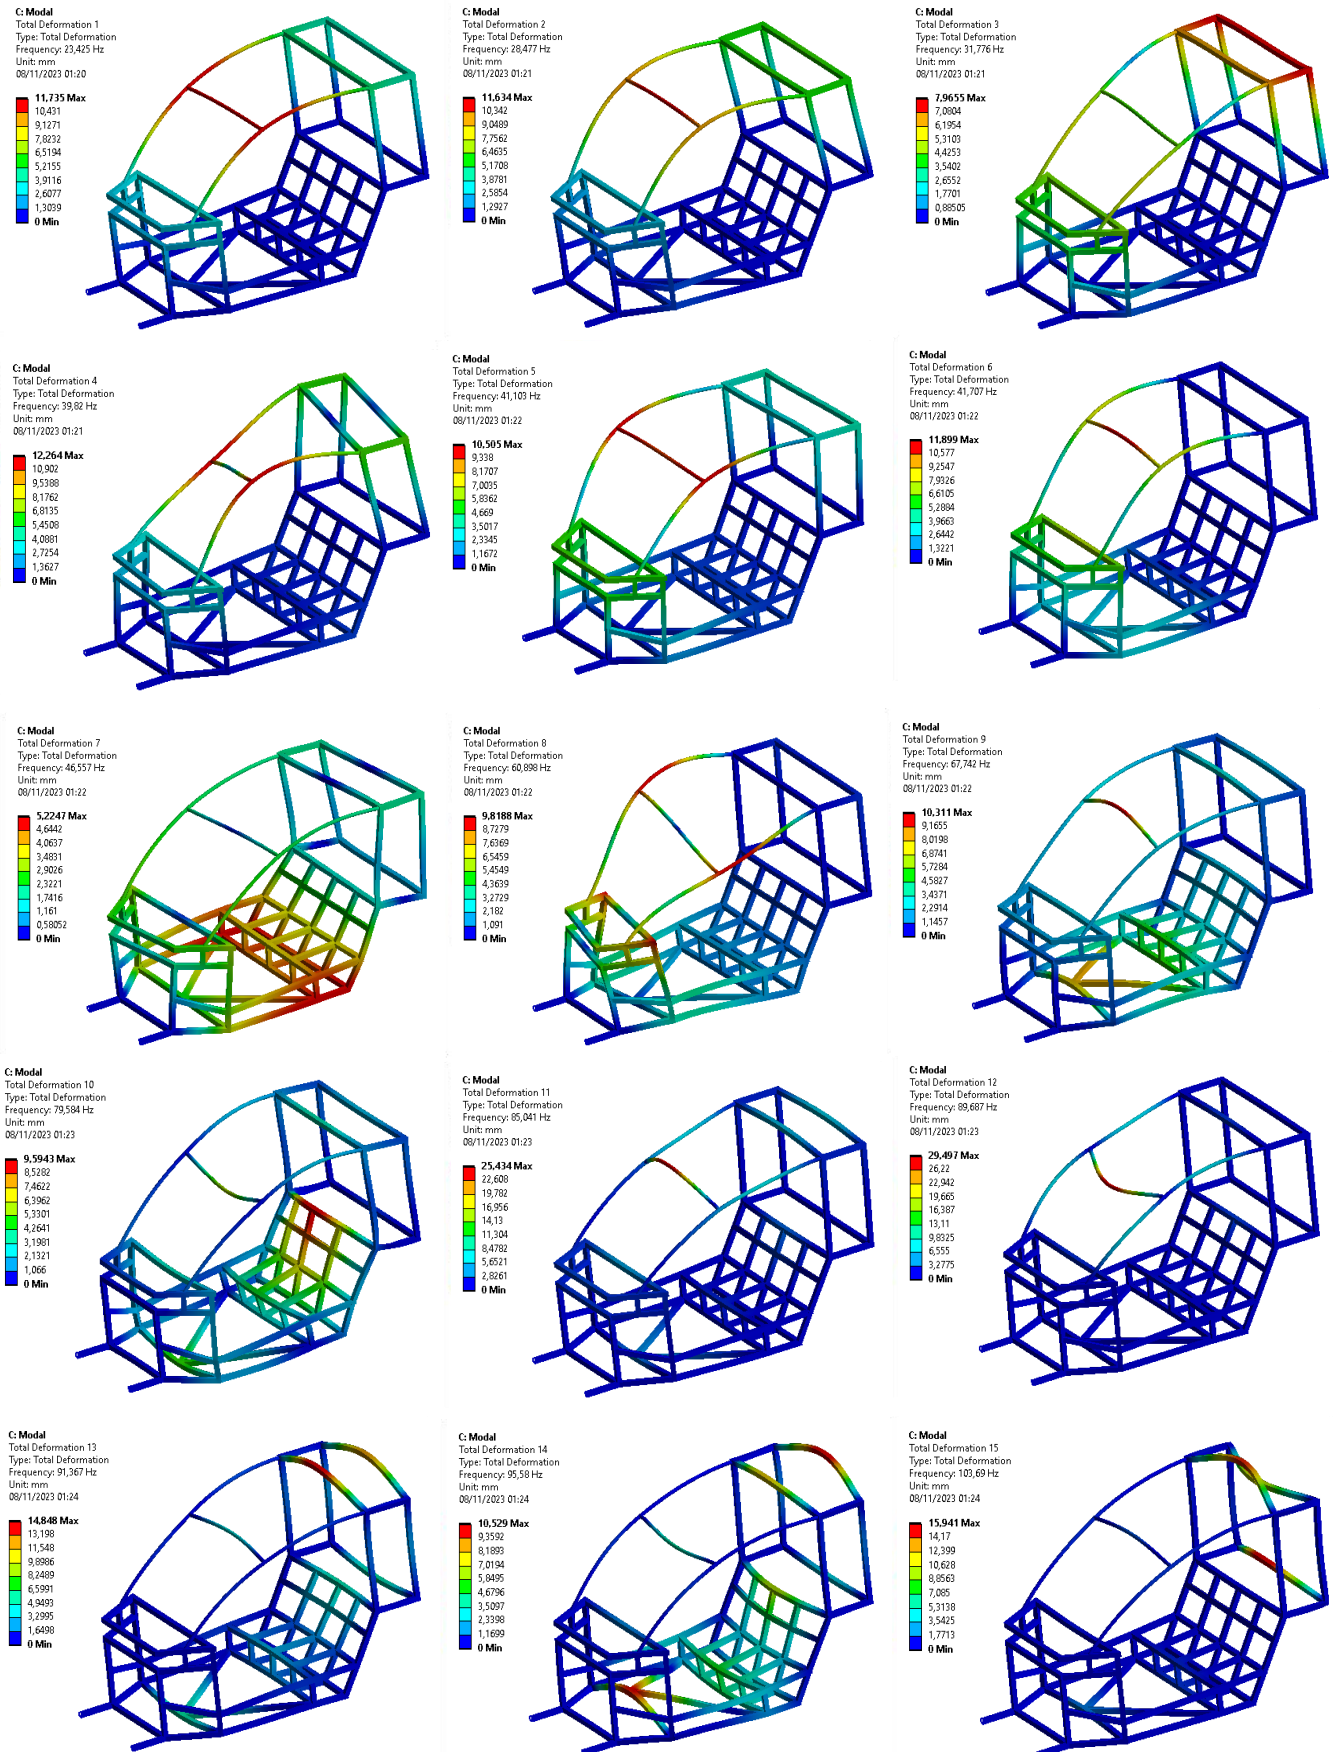 C: Modal
Total Deformation 1
Type: Total Deformation
Frequency: 23,425 Hz
Unit: mm
08/11/2023 01:20
11,735 Max
10,431
9,1271
7,8232
6,5194
5,2155
3,9116
2,6077
1,3039
0 Min
C: Modal
Total Deformation 2
Type: Total Deformation
Frequency: 28,477 Hz
Unit: mm
08/11/2023 01:21
11,634 Max
10,342
9,0489
7,7562
6,4635
5,1708
3,8781
2,5854
1,2927
0 Min
C: Modal
Total Deformation 3
Type: Total Deformation
Frequency: 31,776 Hz
Unit: mm
08/11/2023 01:21
7,9655 Max
7,0804
6,1954
5,3103
4,4253
3,5402
2,6552
1,7701
0,88505
0 Min
C: Modal
Total Deformation 4
Type: Total Deformation
Frequency: 39,82 Hz
Unit: mm
08/11/2023 01:21
12,264 Max
10,902
9,5388
8,1762
6,8135
5,4508
4,0881
2,7254
1,3627
0 Min
C: Modal
Total Deformation 5
Type: Total Deformation
Frequency: 41,103 Hz
Unit: mm
08/11/2023 01:22
10,505 Max
9,338
8,1707
7,0035
5,8362
4,669
3,5017
2,3345
1,1672
0 Min
C: Modal
Total Deformation 6
Type: Total Deformation
Frequency: 41,707 Hz
Unit: mm
08/11/2023 01:22
11,899 Max
10,577
9,2547
7,9326
6,6105
5,2884
3,9663
2,6442
1,3221
0 Min
C: Modal
Total Deformation 7
Type: Total Deformation
Frequency: 46,557 Hz
Unit: mm
08/11/2023 01:22
5,2247 Max
4,6442
4,0637
3,4831
2,9026
2,3221
1,7416
1,161
0,58052
0 Min
C: Modal
Total Deformation 8
Type: Total Deformation
Frequency: 60,898 Hz
Unit: mm
08/11/2023 01:22
9,8188 Max
8,7279
7,6369
6,5459
5,4549
4,3639
3,2729
2,182
1,091
0 Min
C: Modal
Total Deformation 9
Type: Total Deformation
Frequency: 67,742 Hz
Unit: mm
08/11/2023 01:22
10,311 Max
9,1655
8,0198
6,8741
5,7284
4,5827
3,4371
2,2914
1,1457
0 Min
C: Modal
Total Deformation 10
Type: Total Deformation
Frequency: 79,584 Hz
Unit: mm
08/11/2023 01:23
9,5943 Max
8,5282
7,4622
6,3962
5,3301
4,2641
3,1981
2,1321
1,066
0 Min
C: Modal
Total Deformation 11
Type: Total Deformation
Frequency: 85,041 Hz
Unit: mm
08/11/2023 01:23
25,434 Max
22,608
19,782
16,956
14,13
11,304
8,4782
5,6521
2,8261
0 Min
C: Modal
Total Deformation 12
Type: Total Deformation
Frequency: 89,687 Hz
Unit: mm
08/11/2023 01:23
29,497 Max
26,22
22,942
19,665
16,387
13,11
9,8325
6,555
3,2775
0 Min
C: Modal
Total Deformation 13
Type: Total Deformation
Frequency: 91,367 Hz
Unit: mm
08/11/2023 01:24
14,848 Max
13,198
11,548
9,8986
8,2489
6,5991
4,9493
3,2995
1,6498
0 Min
C: Modal
Total Deformation 14
Type: Total Deformation
Frequency: 95,58 Hz
Unit: mm
08/11/2023 01:24
10,529 Max
9,3592
8,1893
7,0194
5,8495
4,6796
3,5097
2,3398
1,1699
0 Min
C: Modal
Total Deformation 15
Type: Total Deformation
Frequency: 103,69 Hz
Unit: mm
08/11/2023 01:24
15,941 Max
14,17
12,399
10,628
8,8563
7,085
5,3138
3,5425
1,7713
0 Min